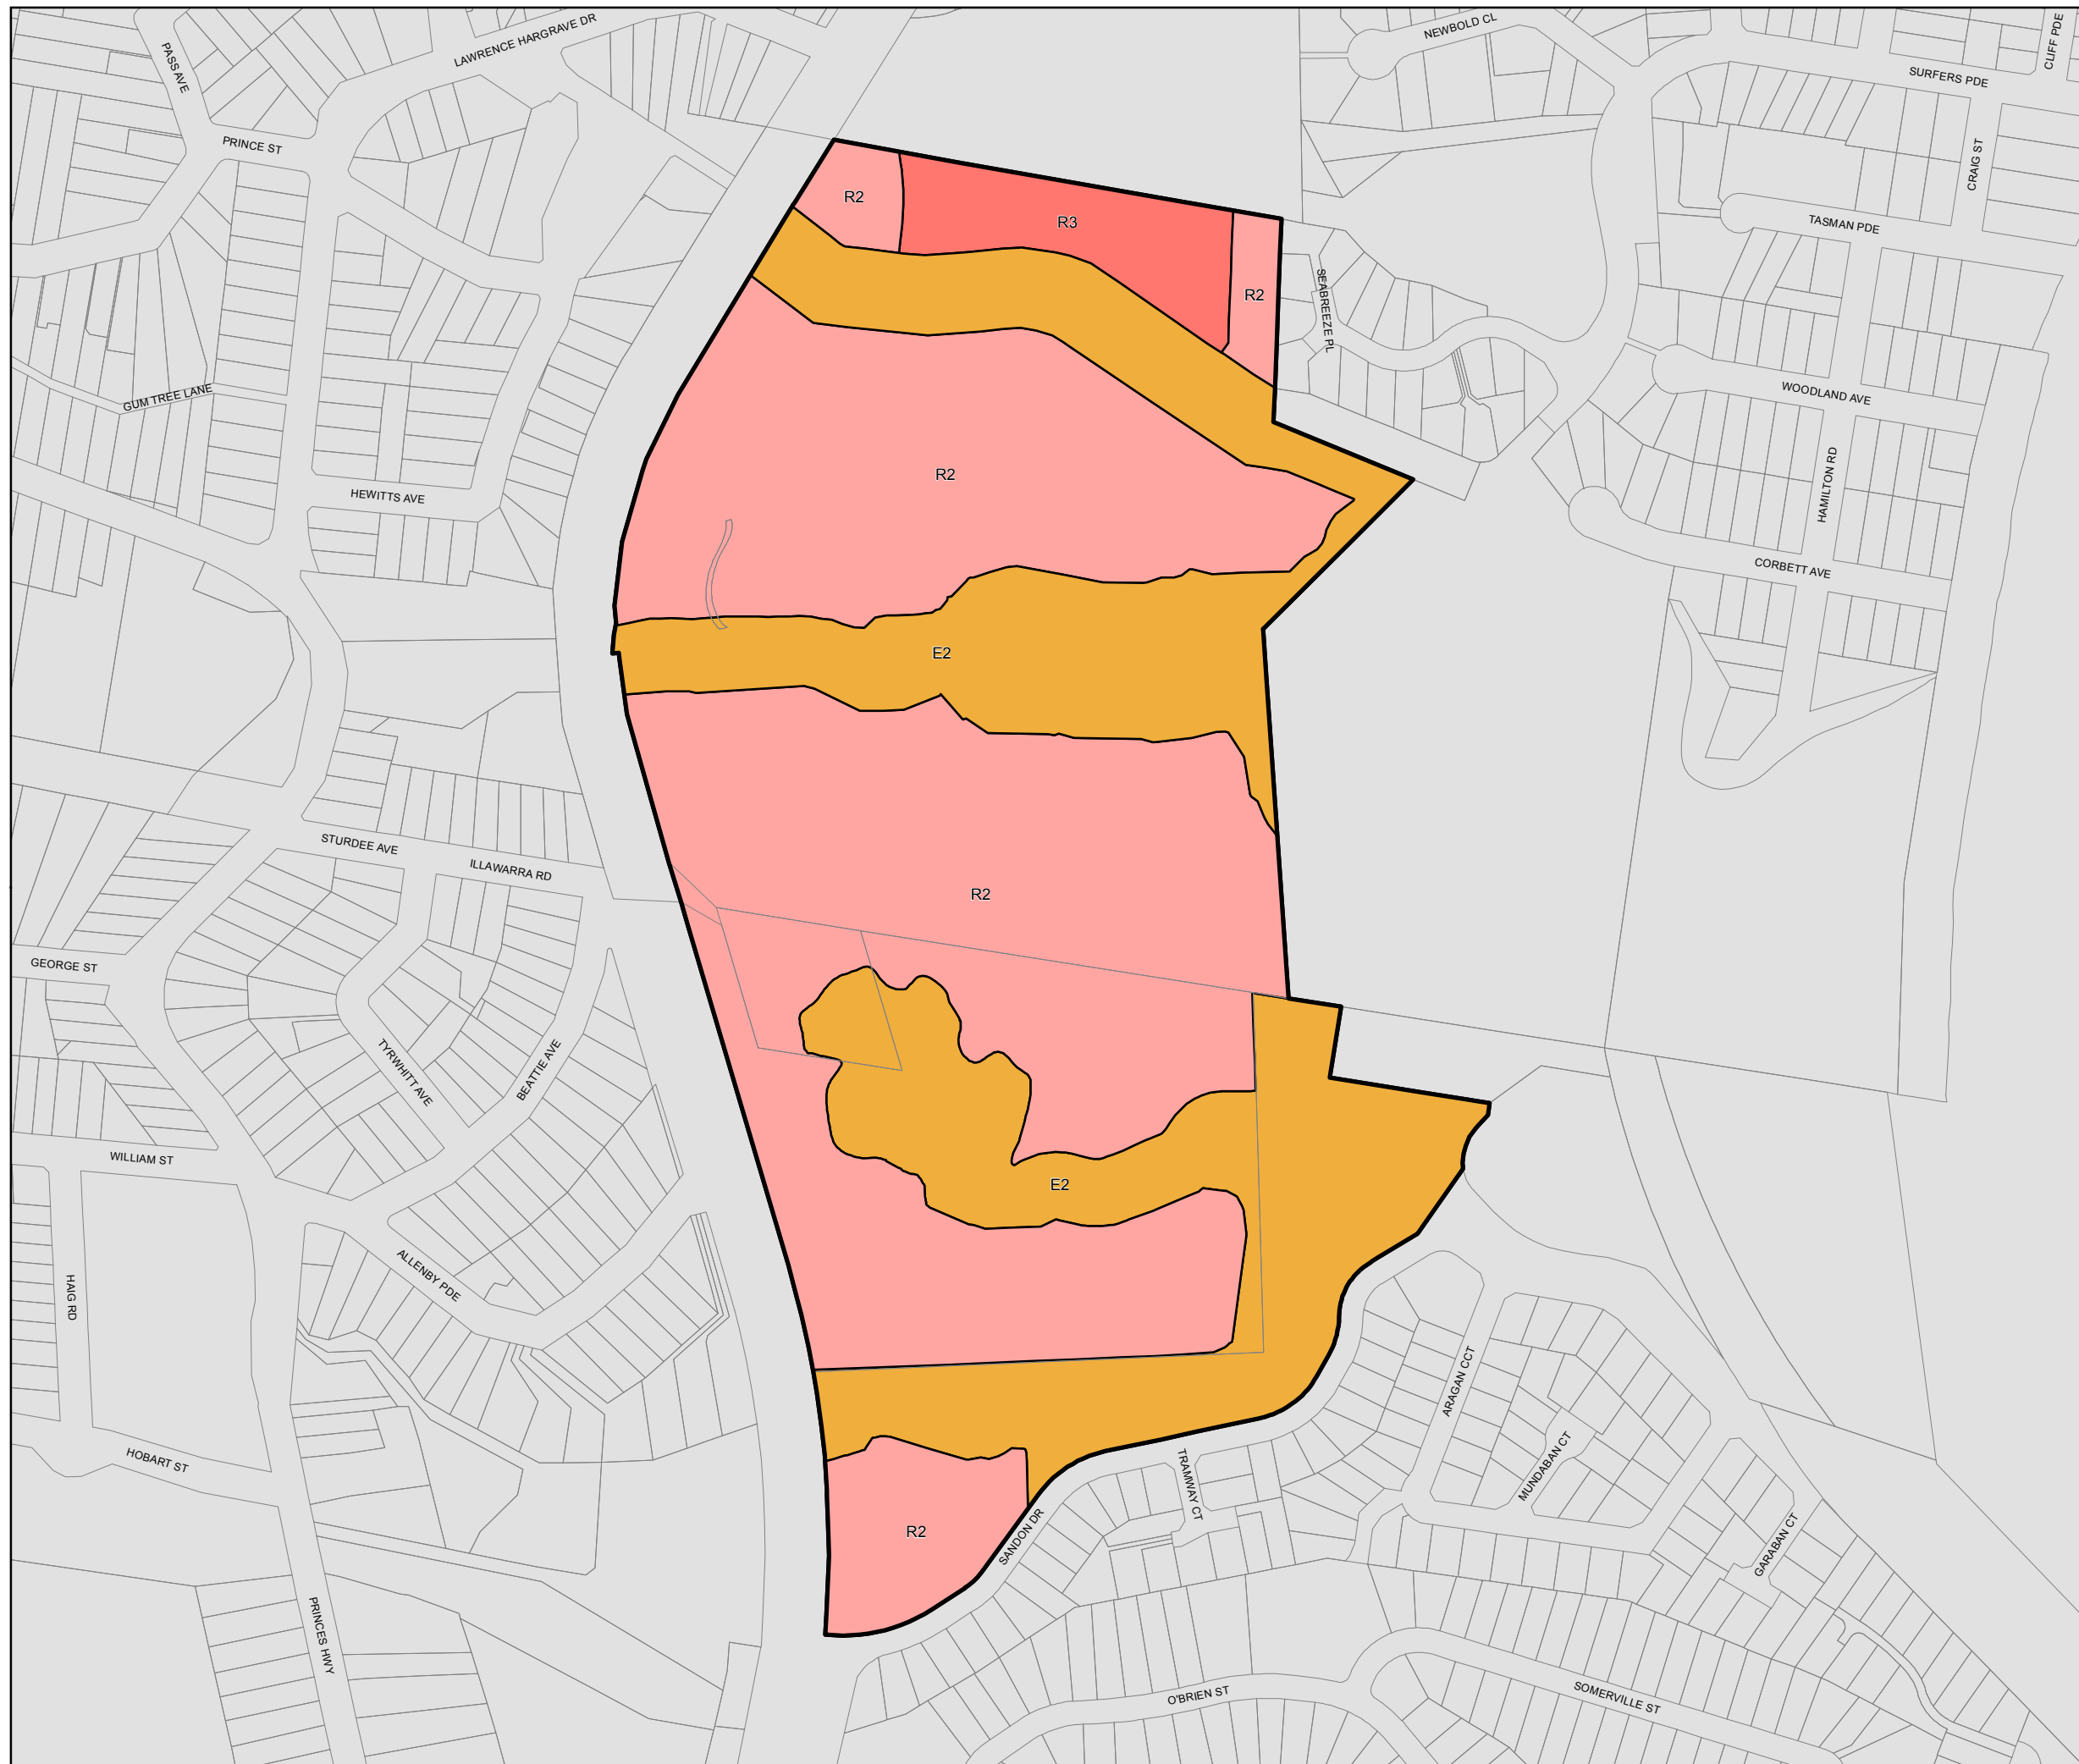 NEWBOLD CL
LAWRENCE HARGRAVE DR
CLIFF PDE
PASS AVE
SURFERS PDE
PRINCE ST
CRAIG ST
R2
R3
TASMAN PDE
R2
SEABREEZE PL
GUM TREE LANE
WOODLAND AVE
R2
HAMILTON RD
HEWITTS AVE
CORBETT AVE
E2
STURDEE AVE
ILLAWARRA RD
R2
GEORGE ST
TYRWHITT AVE
BEATTIE AVE
WILLIAM ST
E2
ALLENBY PDE
HAIG RD
ARAGAN CCT
HOBART ST
MUNDABAN CT
TRAMWAY CT
R2
SANDON DR
GARABAN CT
PRINCES HWY
O'BRIEN ST
SOMERVILLE ST